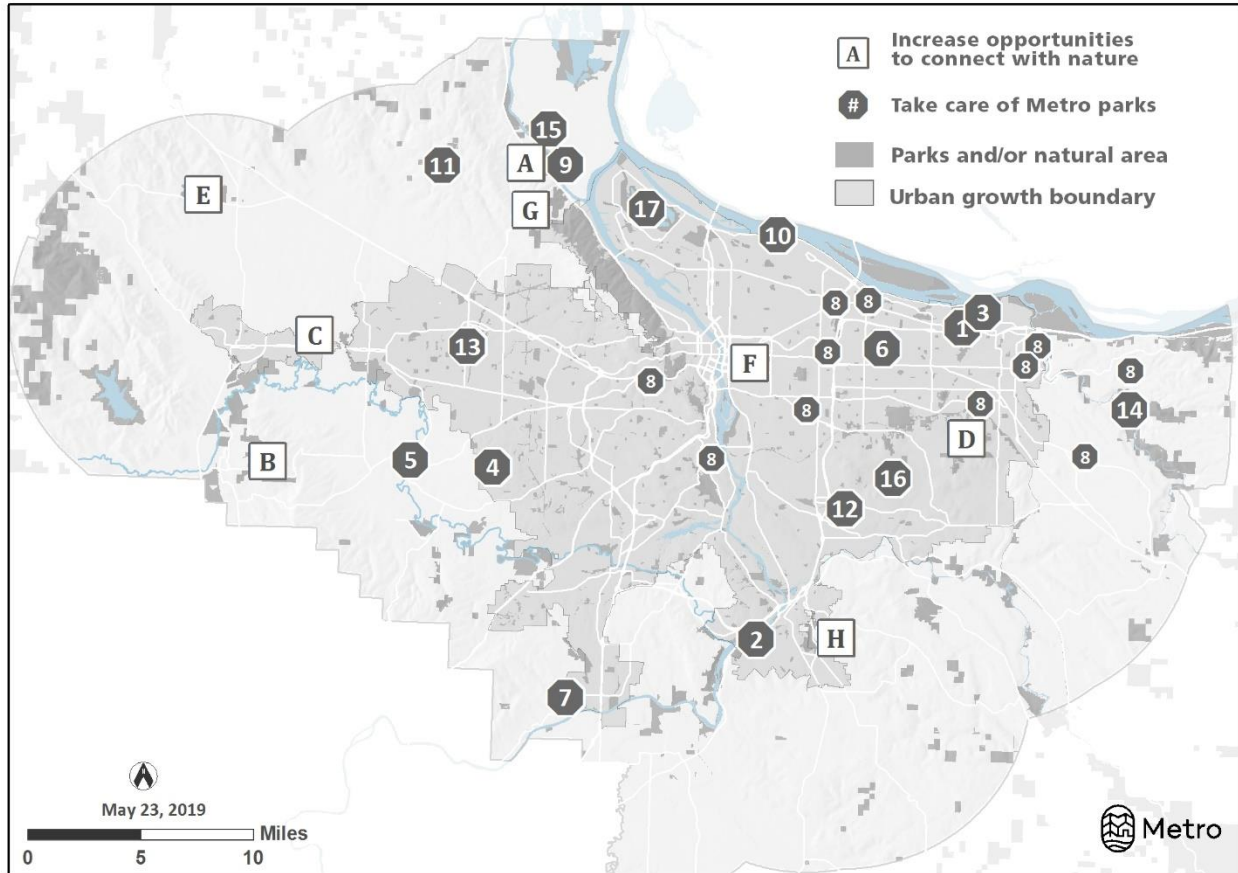 A Increase opportunities
to connect with nature
# Take care of Metro parks
Parks and/or natural area
Urban growth boundary
15
A
9
11
E
G
17
10
8
8
3
1
C
13
F
8
6
8
8
8
8
8
14
8
D
B
5
4
8
8
16
12
2
H
7
N
May 23, 2019
Miles
0 5 10
Metro